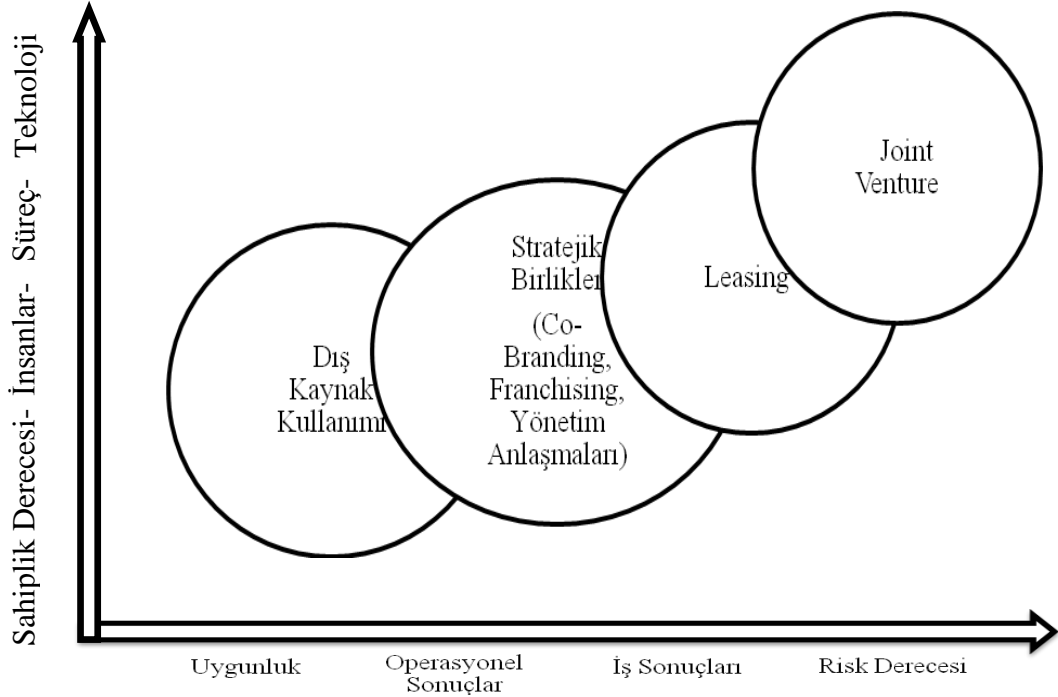 Sahiplik Derecesi- İnsanlar- Süreç- Teknoloji
Dış
Kaynak
Kullanımı
Stratejik
Birlikler
(Co-
Branding,
Franchising,
Yönetim
Anlaşmaları)
Leasing
Joint
Venture
Uygunluk
Operasyonel
Sonuçlar
İş Sonuçları
Risk Derecesi